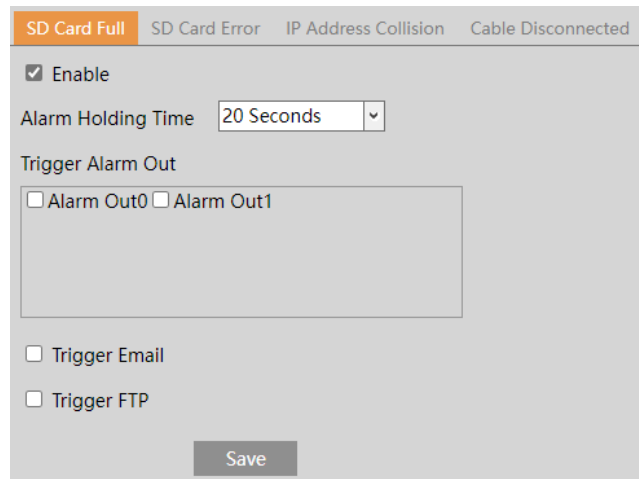 SD Card Full SD Card Error IP Address Collision Cable Disconnected
Enable
Alarm Holding Time 20 Seconds
Trigger Alarm Out
Alarm Out0 Alarm Out1
Trigger Email
Trigger FTP
Save